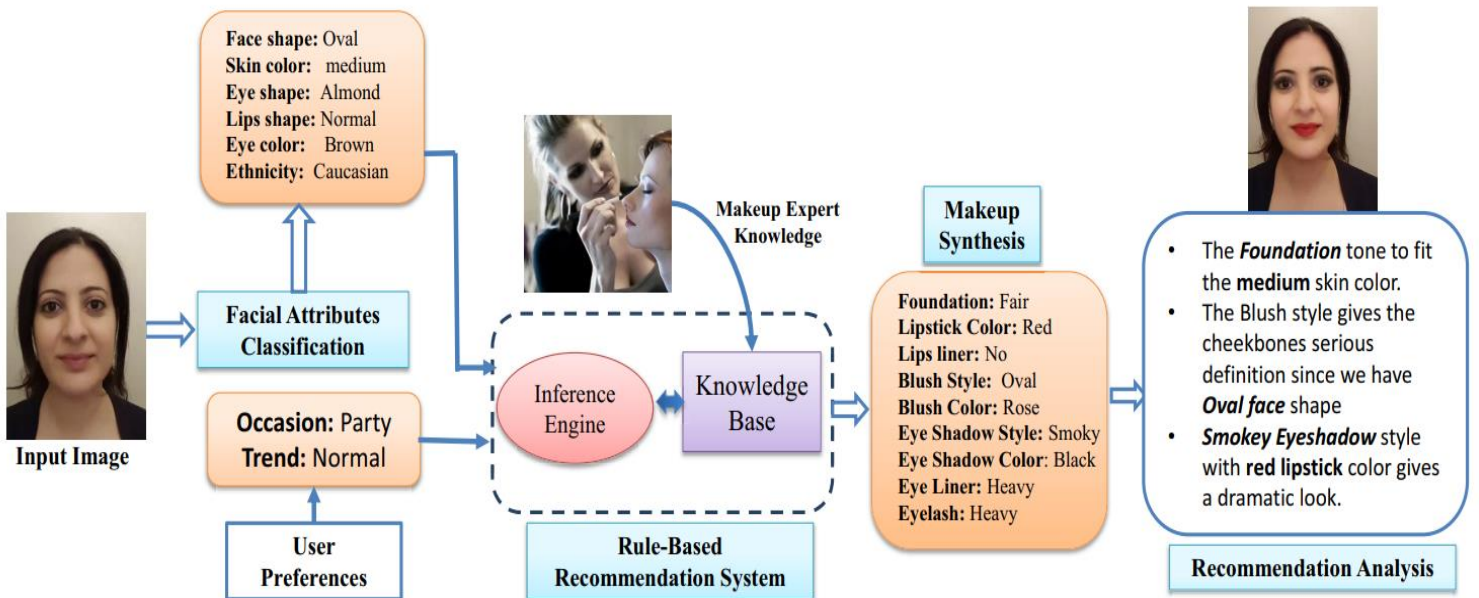 Input Image
Facial Attributes
Classification
Face shape: Oval
Skin color: medium
Eye shape: Almond
Lips shape: Normal
Eye color: Brown
Ethnicity: Caucasian
Occasion: Party
Trend: Normal
User
Preferences
Makeup Expert
Knowledge
Inference
Engine
Knowledge
Base
Rule-Based
Recommendation System
Makeup
Synthesis
Foundation: Fair
Lipstick Color: Red
Lips liner: No
Blush Style: Oval
Blush Color: Rose
Eye Shadow Style: Smoky
Eye Shadow Color: Black
Eye Liner: Heavy
Eyelash: Heavy
• The Foundation tone to fit
the medium skin color.
• The Blush style gives the
cheekbones serious
definition since we have
Oval face shape
• Smokey Eyeshadow style
with red lipstick color gives
a dramatic look.
Recommendation Analysis